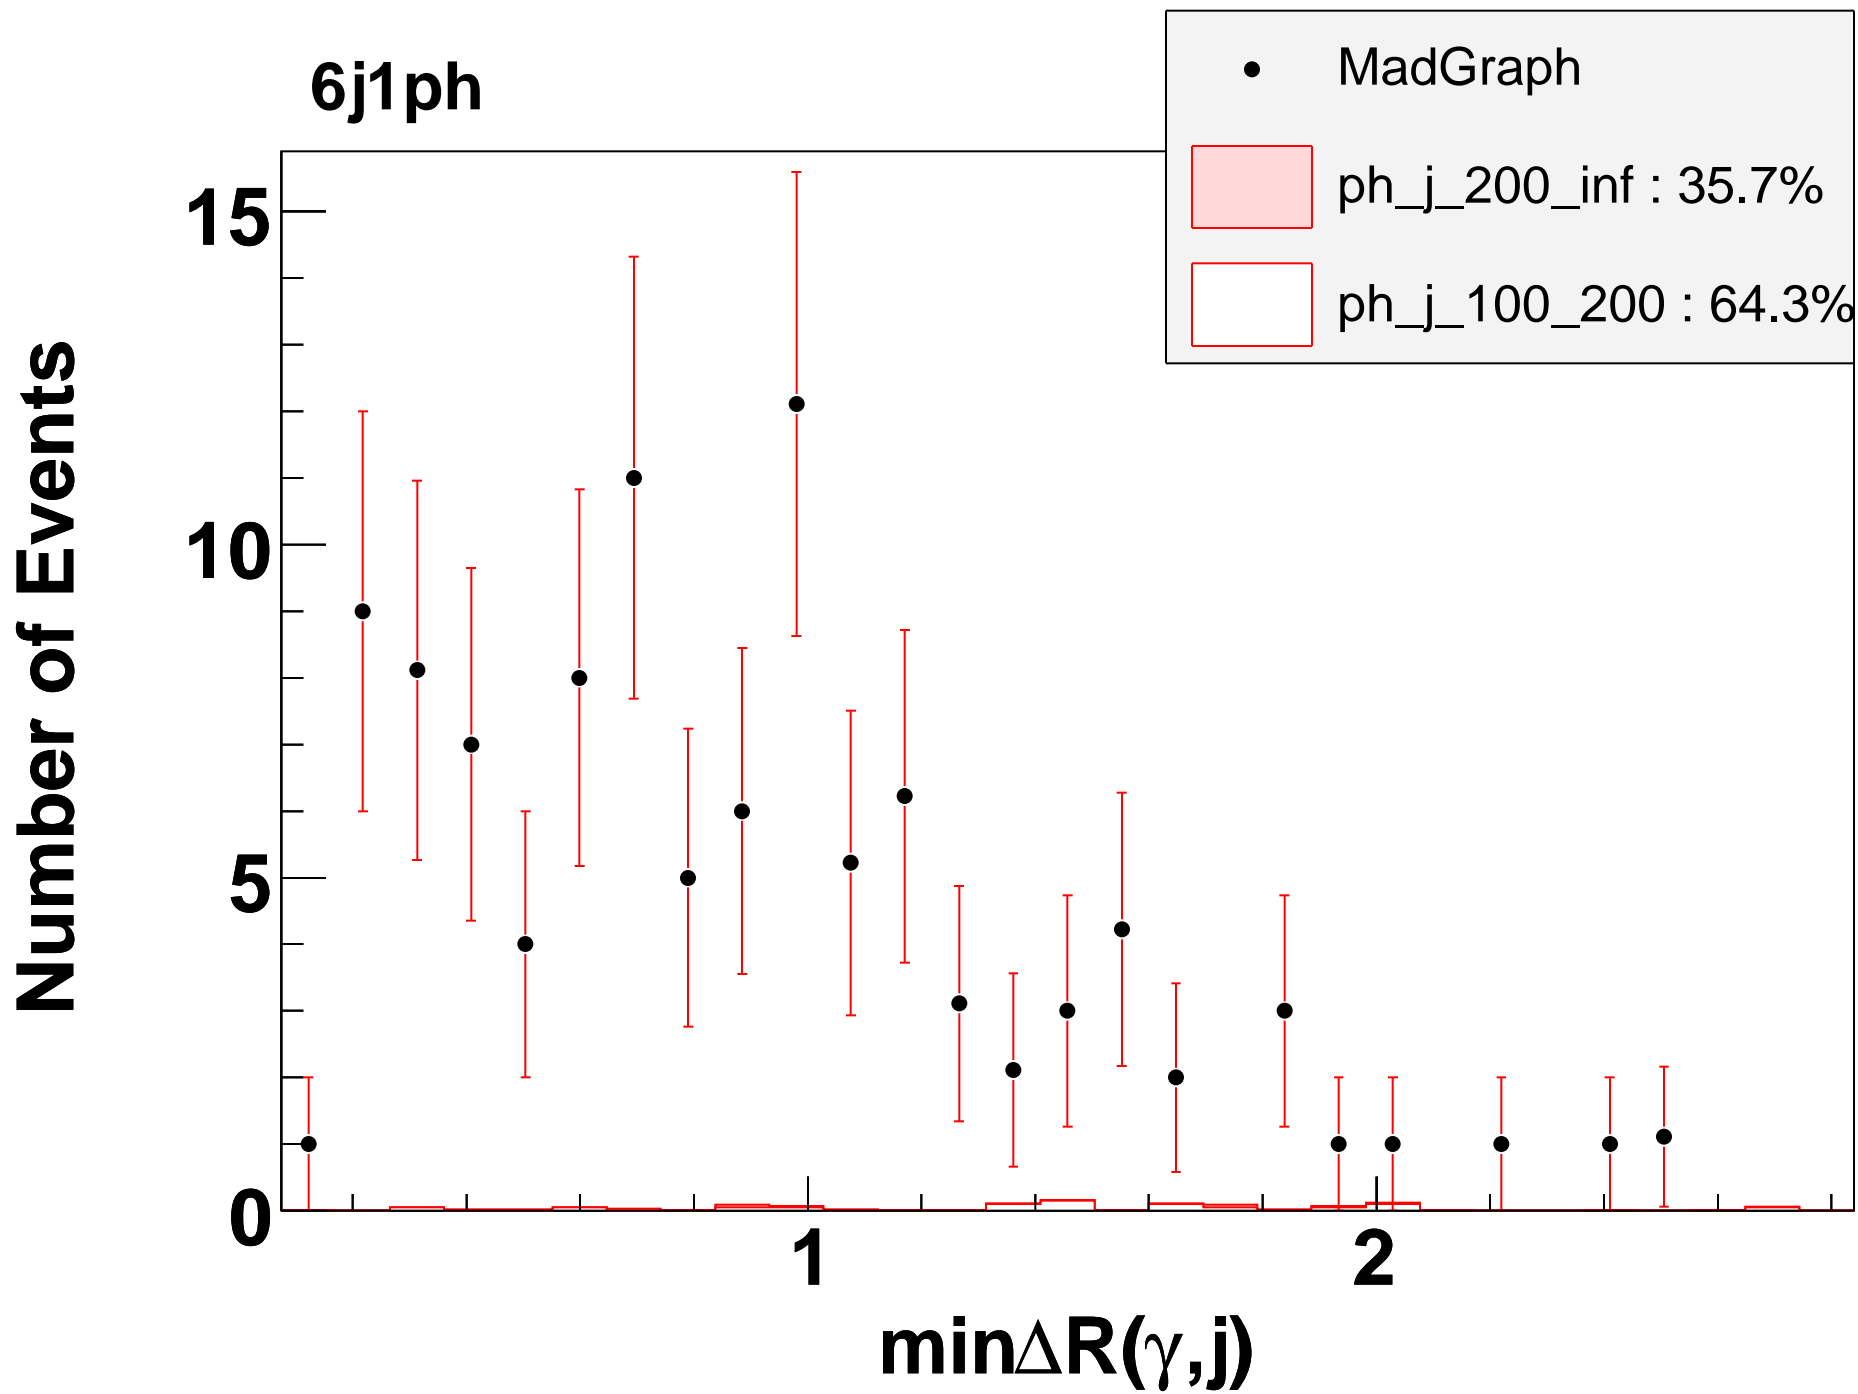 6j1ph
MadGraph
ph_j_200_inf : 35.7%
ph_j_100_200 : 64.3%
Number of Events
15
10
5
0
1
2
minΔR(γ,j)